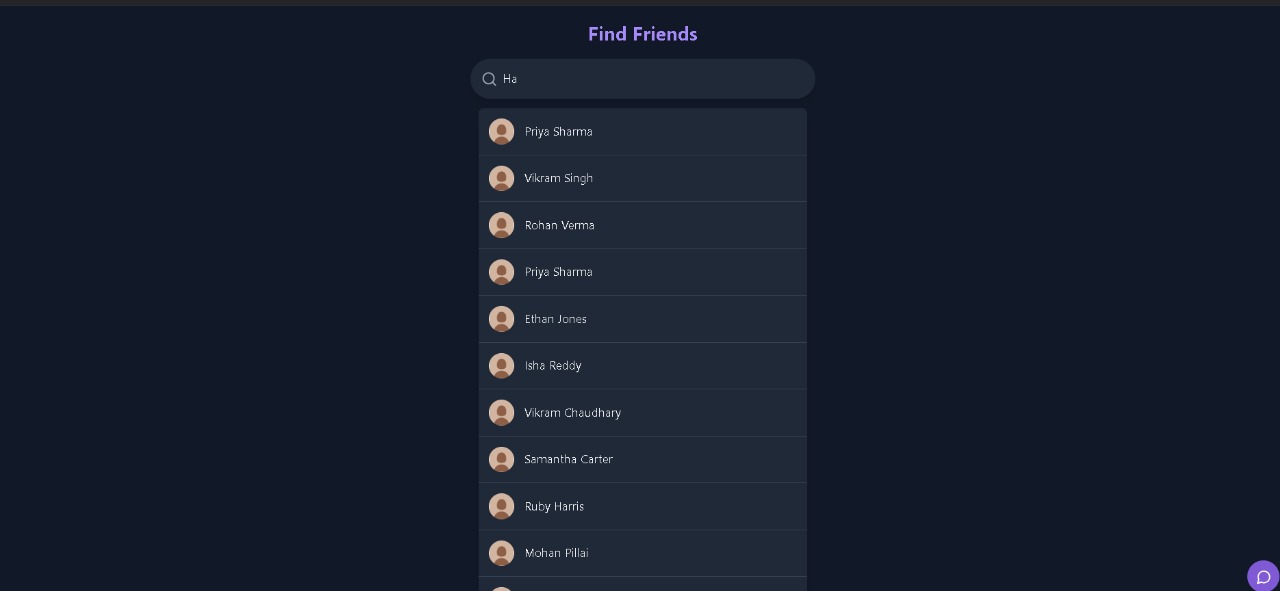 Find Friends
Ha
Priya Sharma
Vikram Singh
Rohan Verma
Priya Sharma
Ethan Jones
Isha Reddy
Vikram Chaudhary
Samantha Carter
Ruby Harris
Mohan Pillai